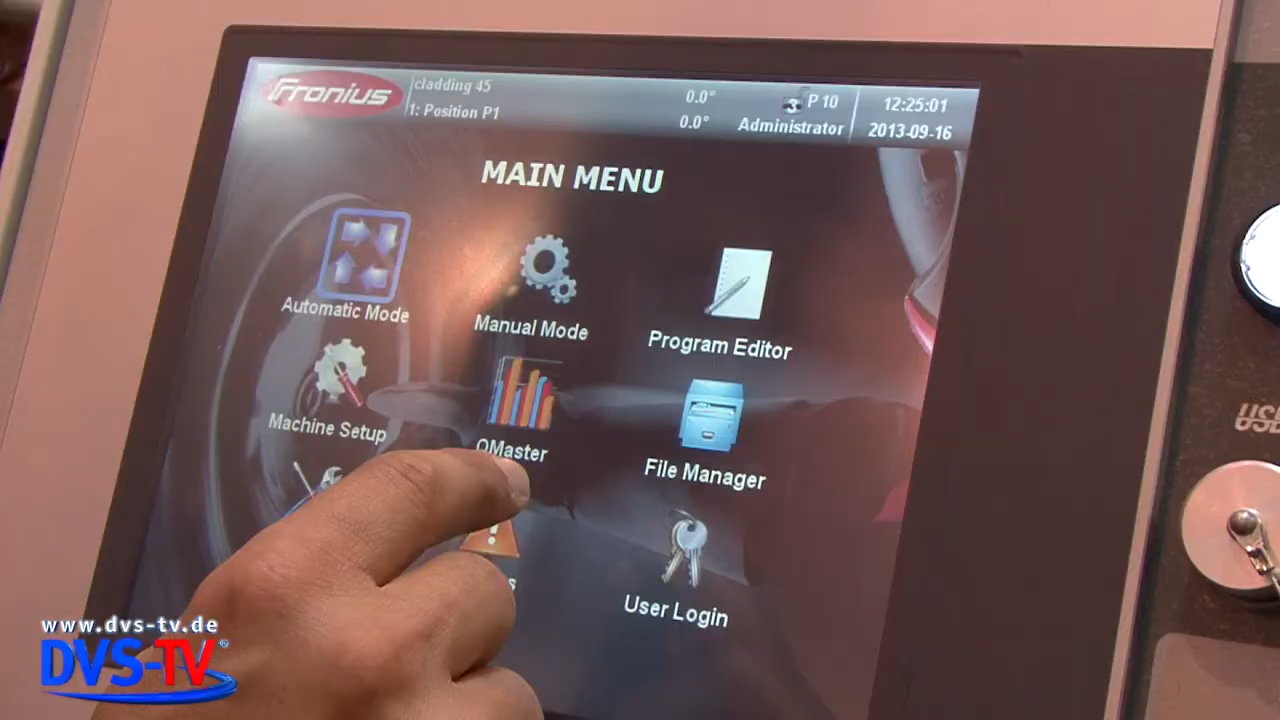 Fronius
cladding 45
1: Position P1
0.0°
0.0°
3 P 10
Administrator
12:25:01
2013-09-16
MAIN MENU
Automatic Mode
Manual Mode
Program Editor
Machine Setup
QMaster
File Manager
User Login
www.dvs-tv.de
DVS-TV®